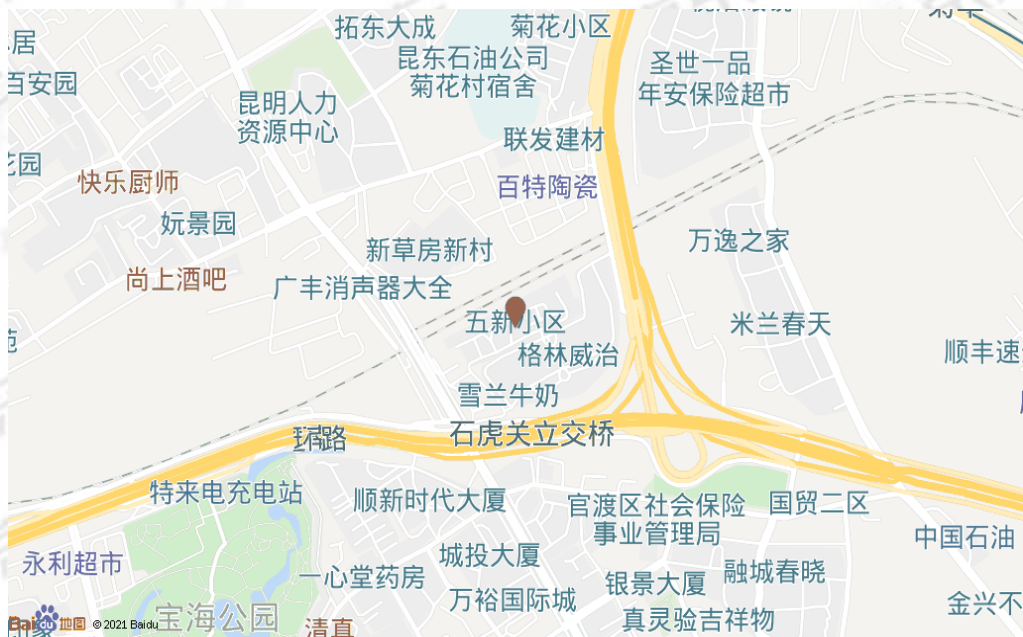 拓东大成
菊花小区
昆东石油公司
菊花村宿舍
圣世一品
年安保险超市
百安园
昆明人力
资源中心
联发建材
花园
快乐厨师
百特陶瓷
妧景园
新草房新村
万逸之家
尚上酒吧
广丰消声器大全
五新小区
米兰春天
格林威治
顺丰速
雪兰牛奶
石虎关立交桥
特来电充电站
顺新时代大厦
官渡区社会保险
事业管理局
国贸二区
中国石油
永利超市
城投大厦
一心堂药房
银景大厦
融城春晓
万裕国际城
金兴不
宝海公园
真灵验吉祥物
清真
Bai du 地图
© 2021 Baidu